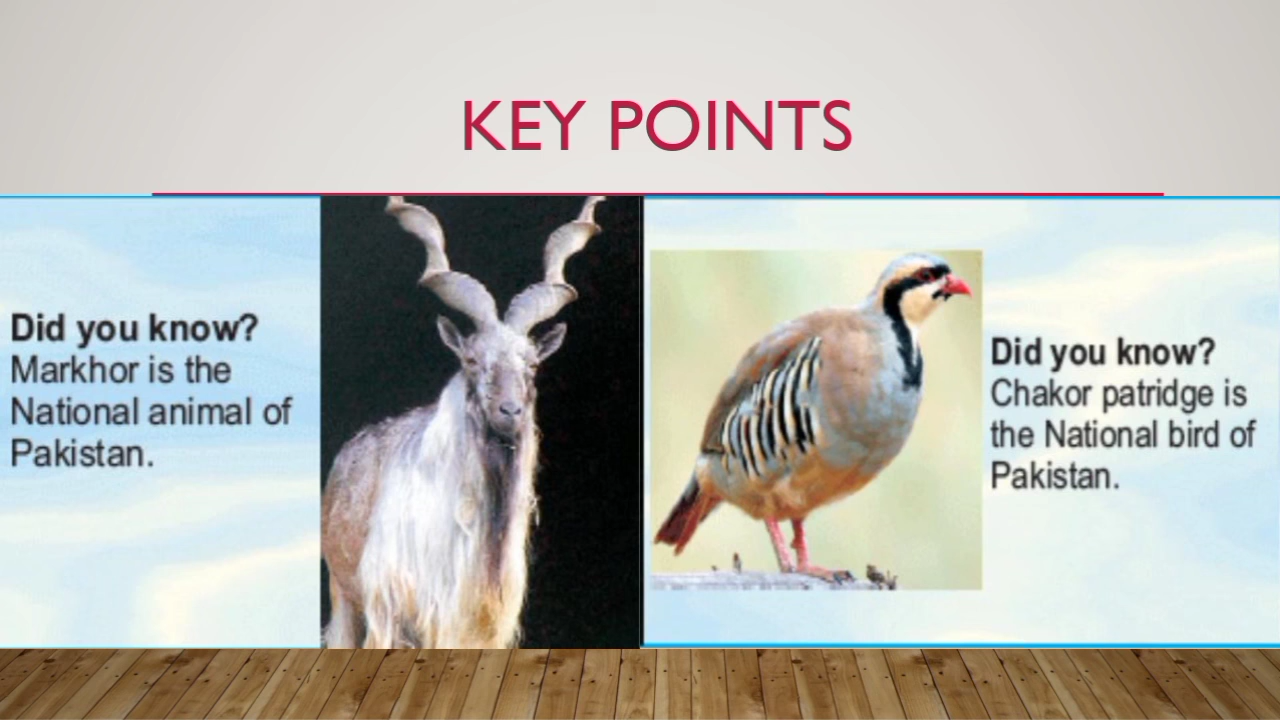 KEY POINTS
Did you know?
Markhor is the
National animal of
Pakistan.
Did you know?
Chakor patridge is
the National bird of
Pakistan.